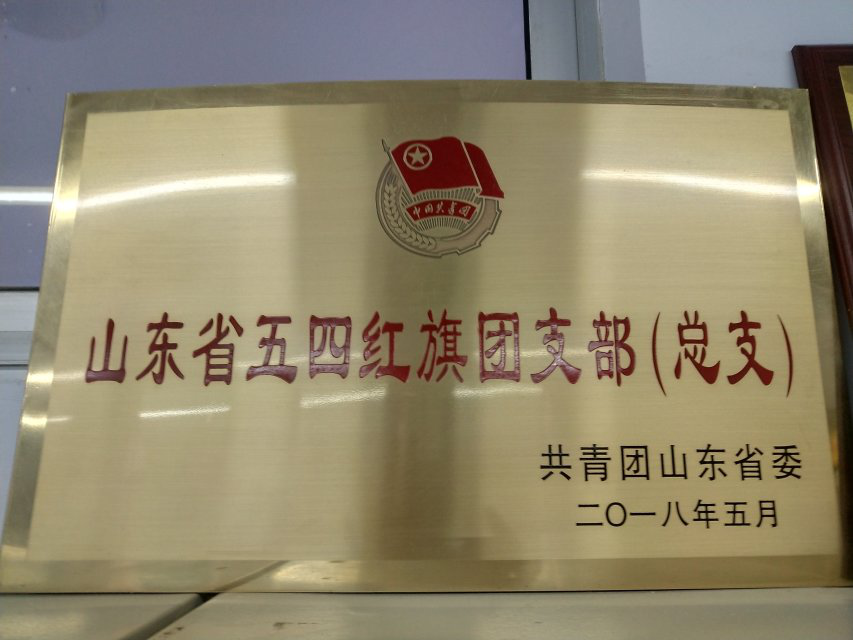 中国共青团
山东省五四红旗团支部(总支)
共青团山东省委
二〇一八年五月